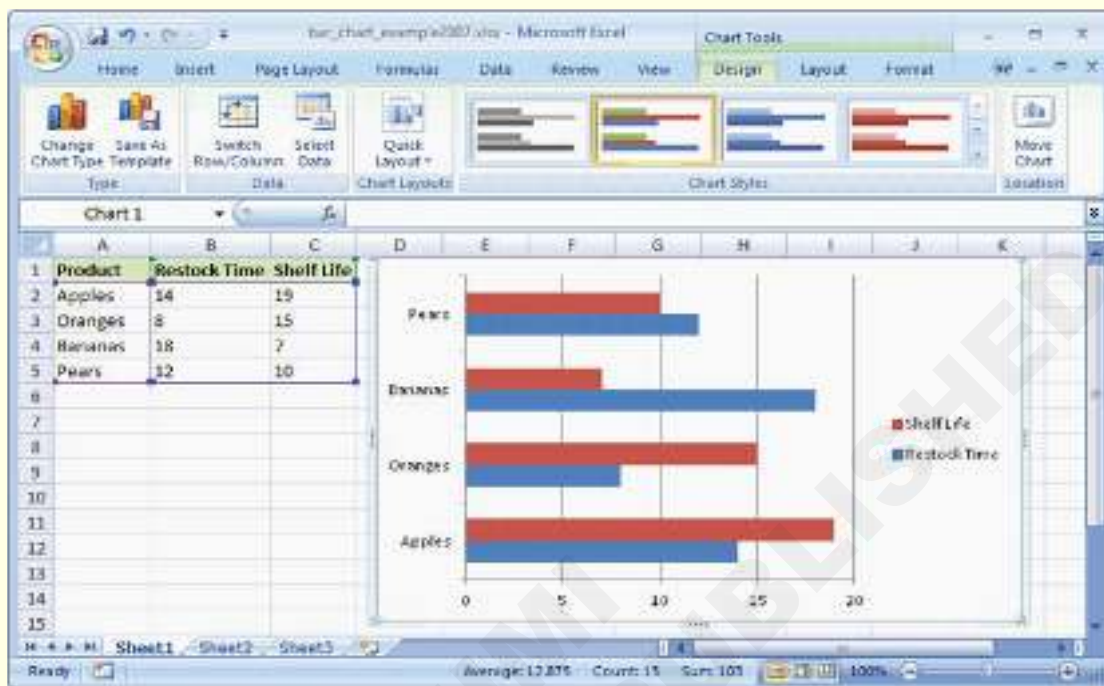 bar_chart_example2007.xlsx - Microsoft Excel
Chart Tools
Home Insert Page Layout Formulas Data Review View Design Layout Format
Change Chart Type
Save As Template
Switch Row/Column
Select Data
Quick Layout
Move Chart
Type Data Chart Layouts Chart Styles Location
Chart 1 fx
A B C D E F G H I J K
1 Product Restock Time Shelf Life
2 Apples 14 19
3 Oranges 8 15
4 Bananas 18 7
5 Pears 12 10
6
7
8
9
10
11
12
13
14
15
Pears
Bananas
Oranges
Apples
0 5 10 15 20
Shelf Life
Restock Time
Sheet1 Sheet2 Sheet3
Ready Average: 12.875 Count: 15 Sum: 103 100%